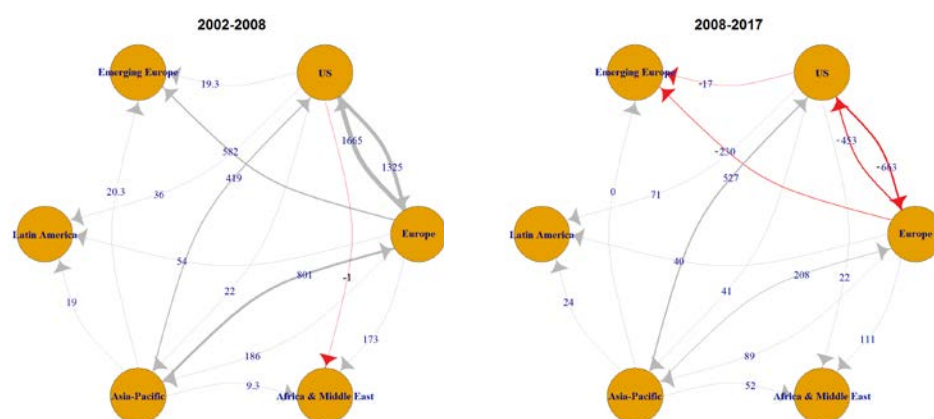 2002-2008
Emerging Europe
US
19.3
1665
1325
582
419
20.3
36
Latin America
Europe
54
801
-1
22
19
173
186
9.3
Asia-Pacific
Africa & Middle East
2008-2017
Emerging Europe
US
-17
-453
-663
-230
527
0
71
Latin America
Europe
40
208
22
41
24
111
89
52
Asia-Pacific
Africa & Middle East